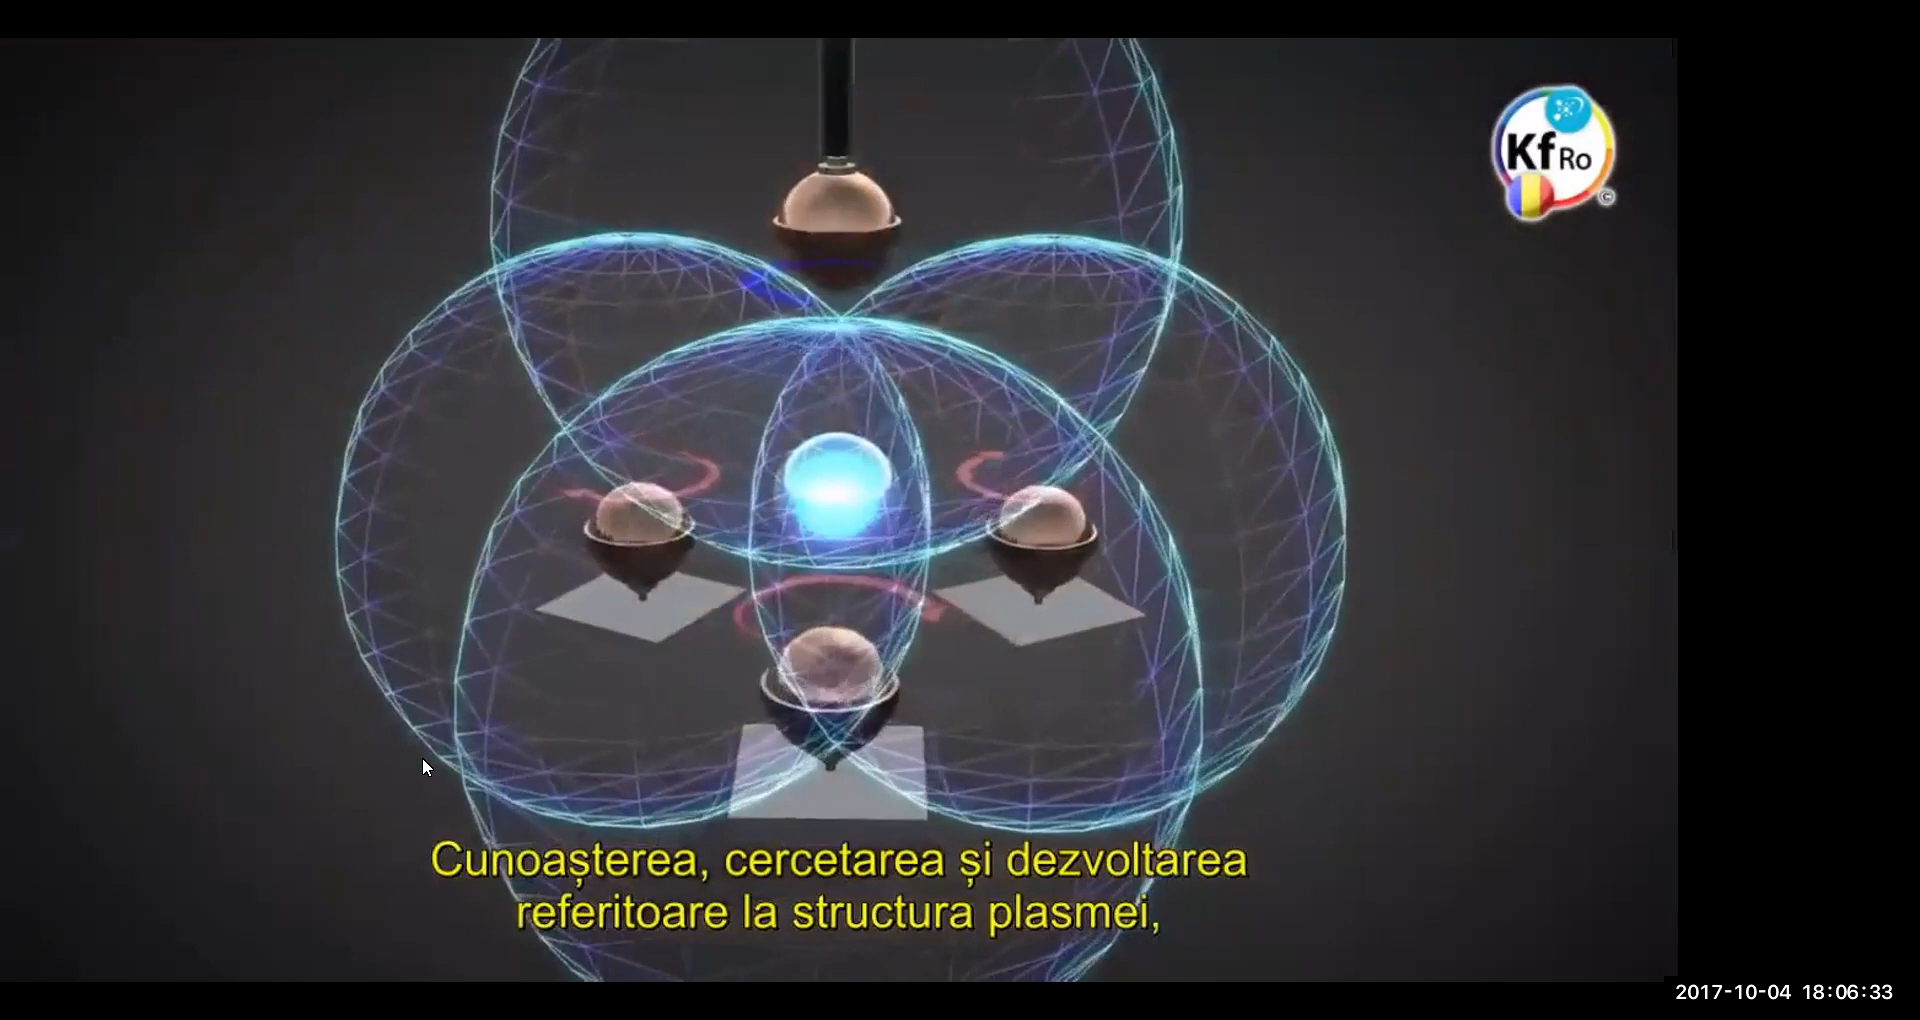 Kf Ro
©
Cunoașterea, cercetarea și dezvoltarea
referitoare la structura plasmei,
2017-10-04 18:06:33